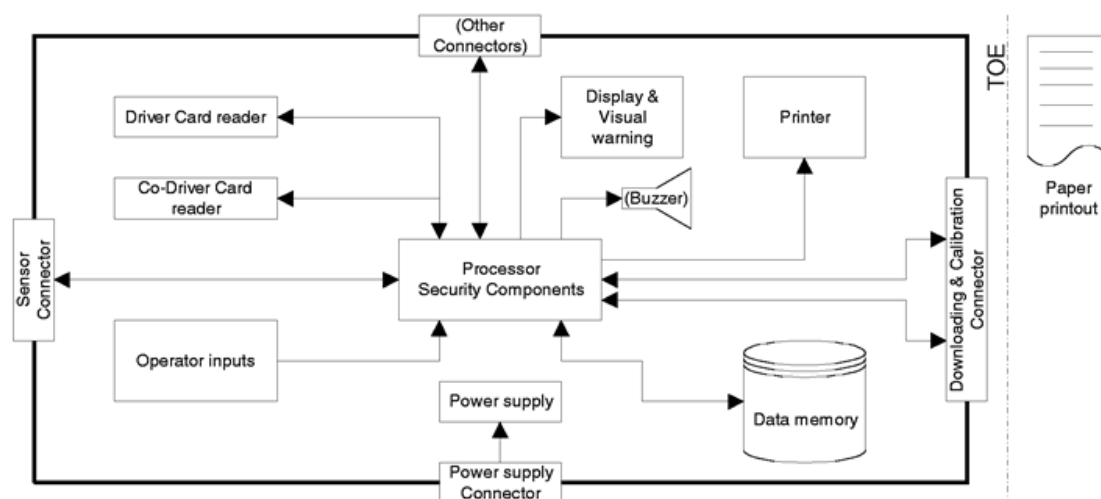 (Other
Connectors)
TOE
Driver Card reader
Display &
Visual
warning
Printer
Co-Driver Card
reader
(Buzzer)
Paper
printout
Sensor
Connector
Processor
Security Components
Downloading & Calibration
Connector
Operator inputs
Power supply
Data memory
Power supply
Connector